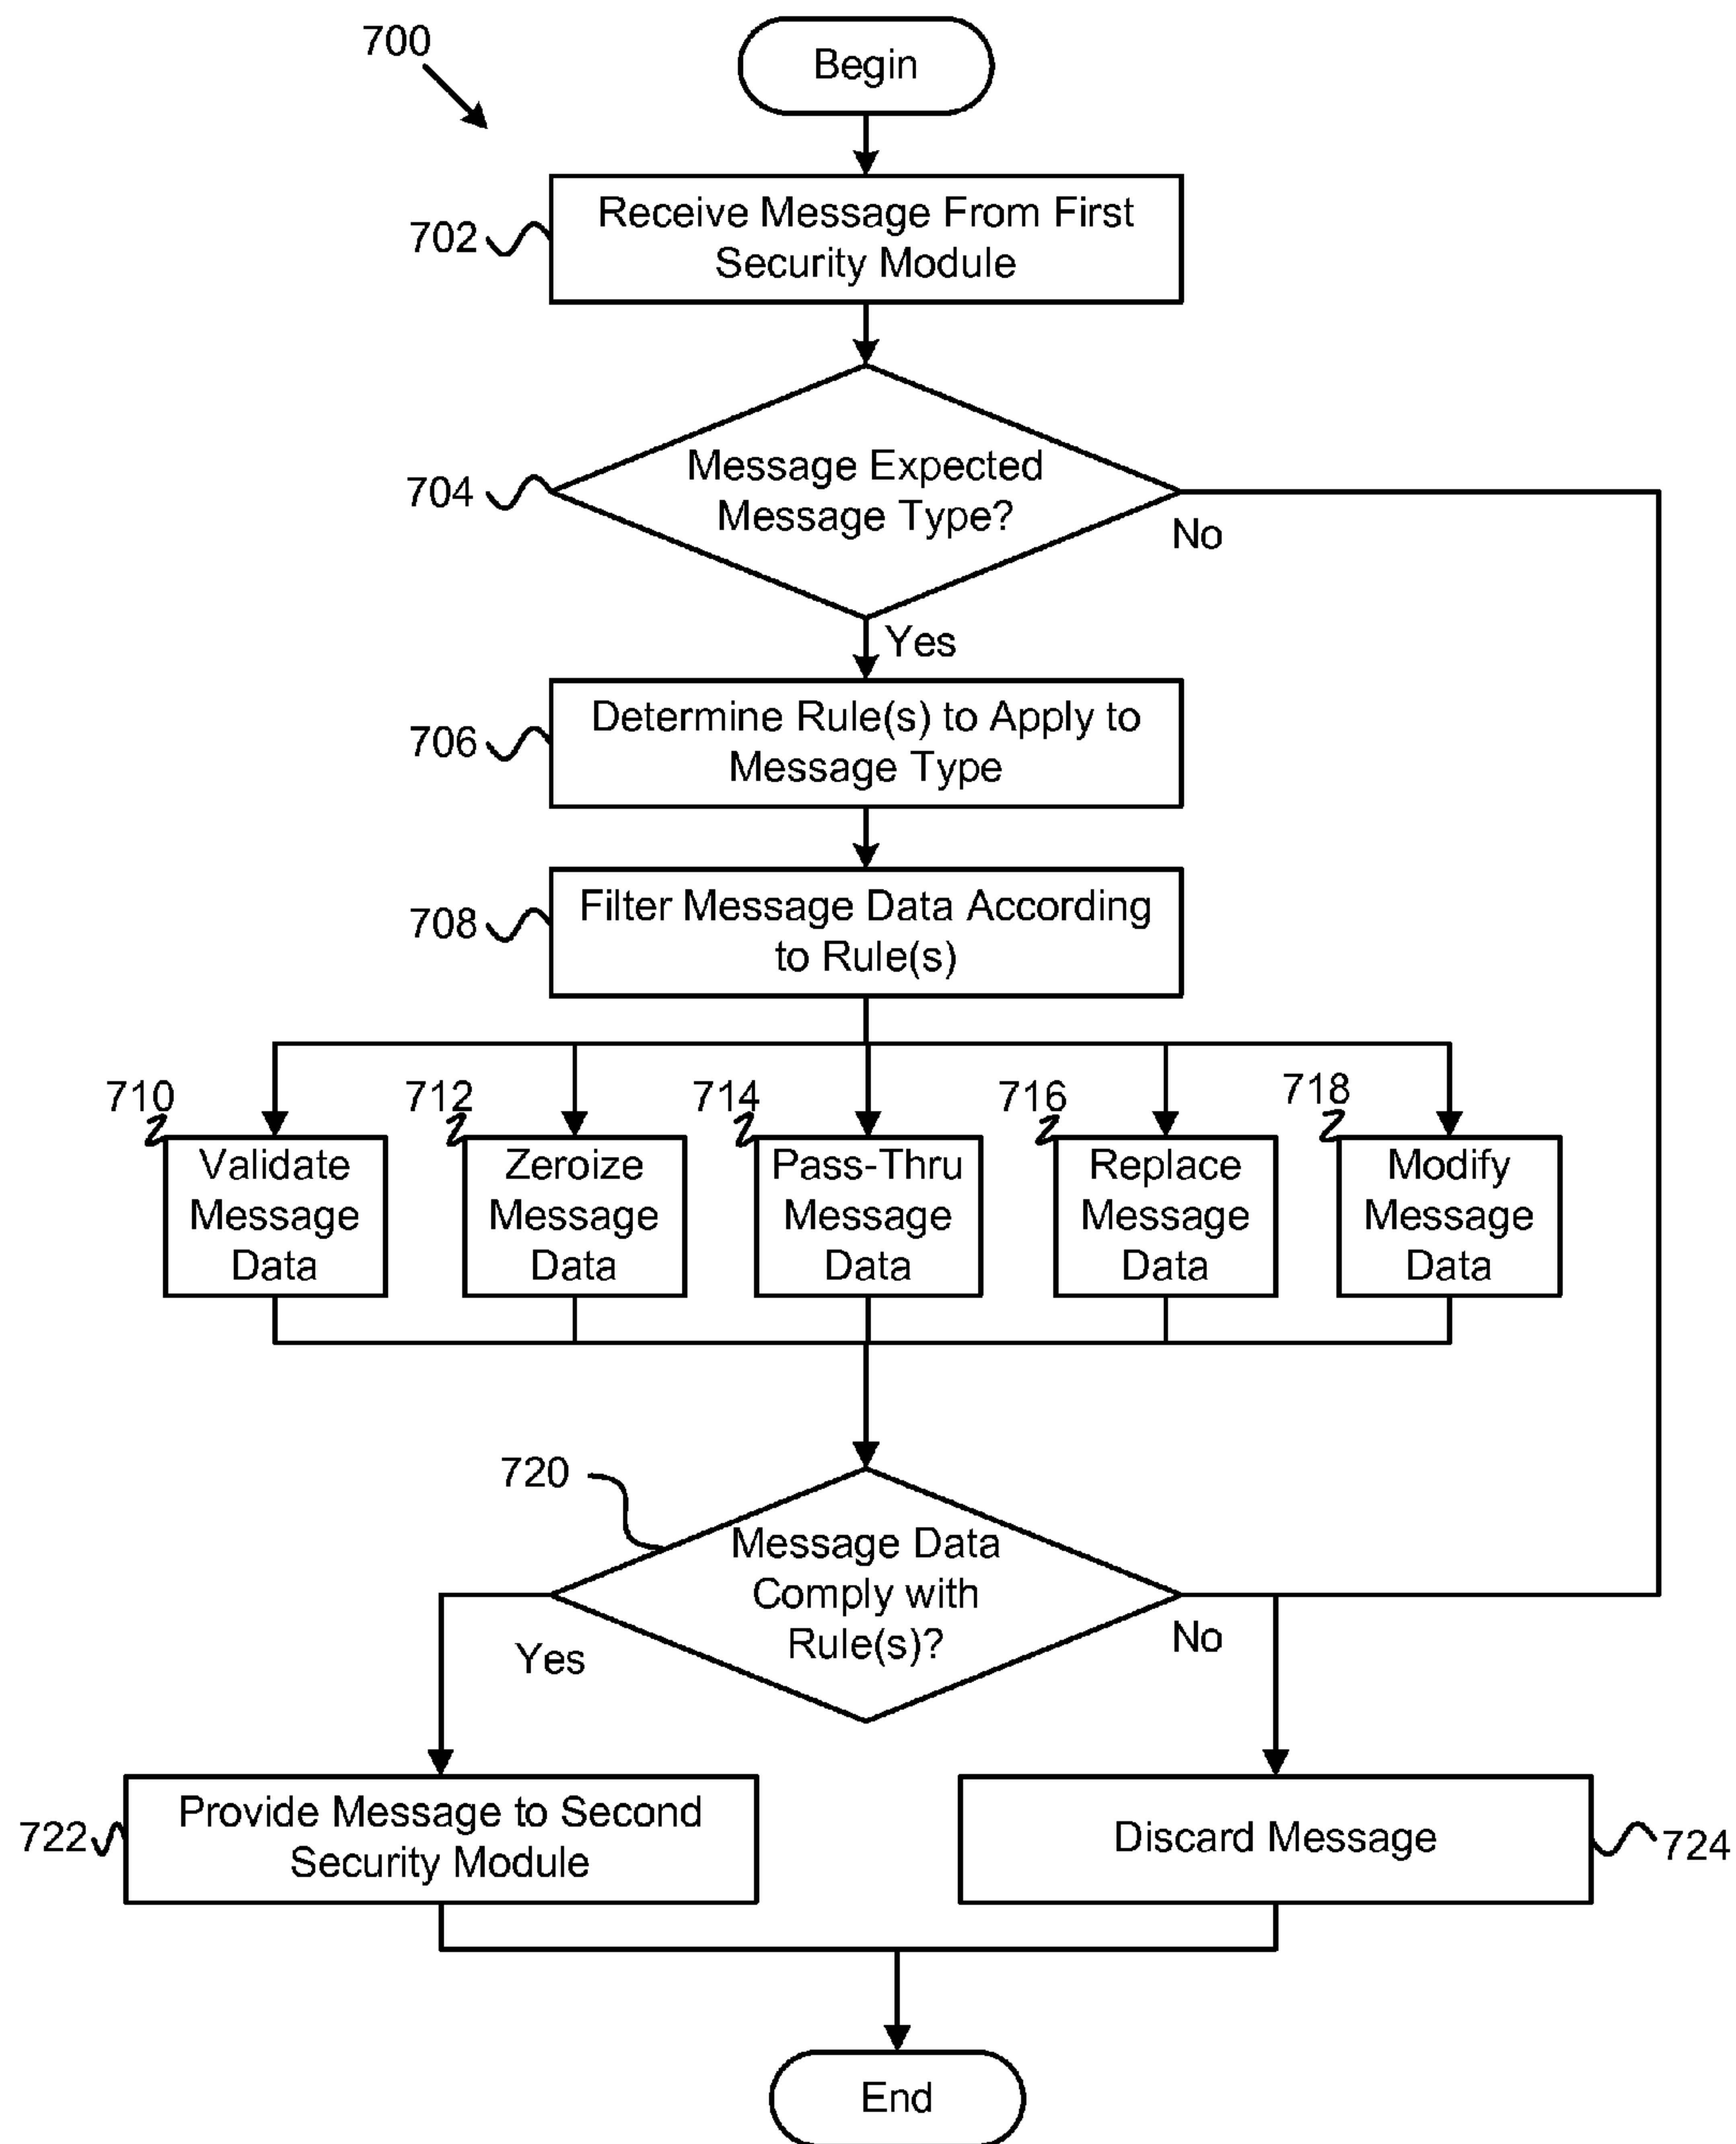 700
Begin
702
Receive Message From First
Security Module
704
Message Expected
Message Type?
No
Yes
706
Determine Rule(s) to Apply to
Message Type
708
Filter Message Data According
to Rule(s)
710
Validate
Message
Data
712
Zeroize
Message
Data
714
Pass-Thru
Message
Data
716
Replace
Message
Data
718
Modify
Message
Data
720
Message Data
Comply with
Rule(s)?
Yes
No
722
Provide Message to Second
Security Module
Discard Message
724
End